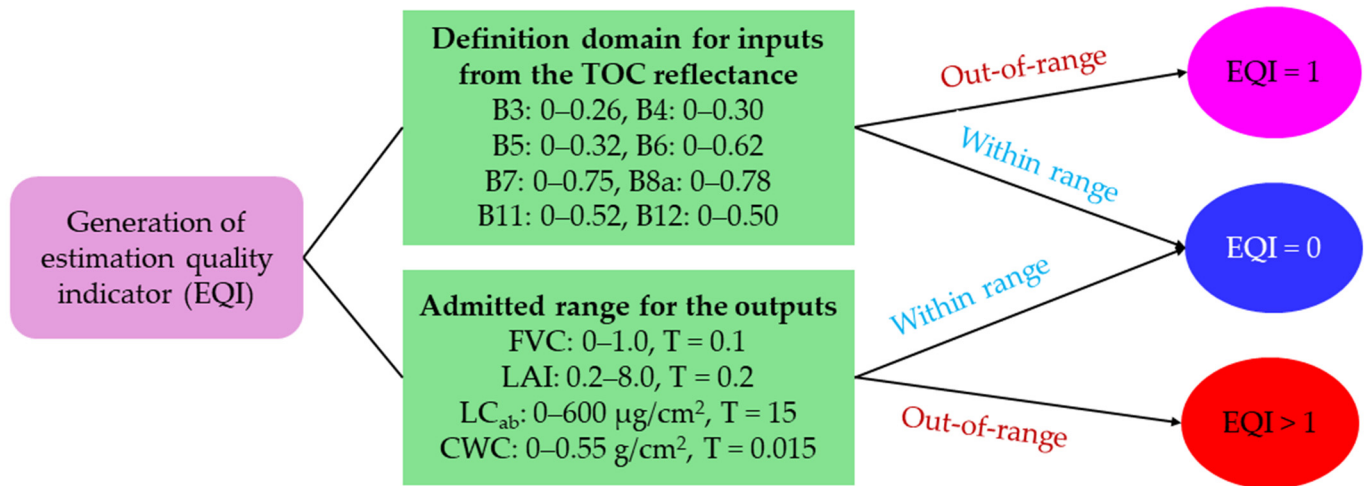 Generation of
estimation quality
indicator (EQI)
Definition domain for inputs
from the TOC reflectance
B3: 0–0.26, B4: 0–0.30
B5: 0–0.32, B6: 0–0.62
B7: 0–0.75, B8a: 0–0.78
B11: 0–0.52, B12: 0–0.50
Admitted range for the outputs
FVC: 0–1.0, T = 0.1
LAI: 0.2–8.0, T = 0.2
LCab: 0–600 µg/cm², T = 15
CWC: 0–0.55 g/cm², T = 0.015
Out-of-range
Within range
Within range
Out-of-range
EQI = 1
EQI = 0
EQI > 1